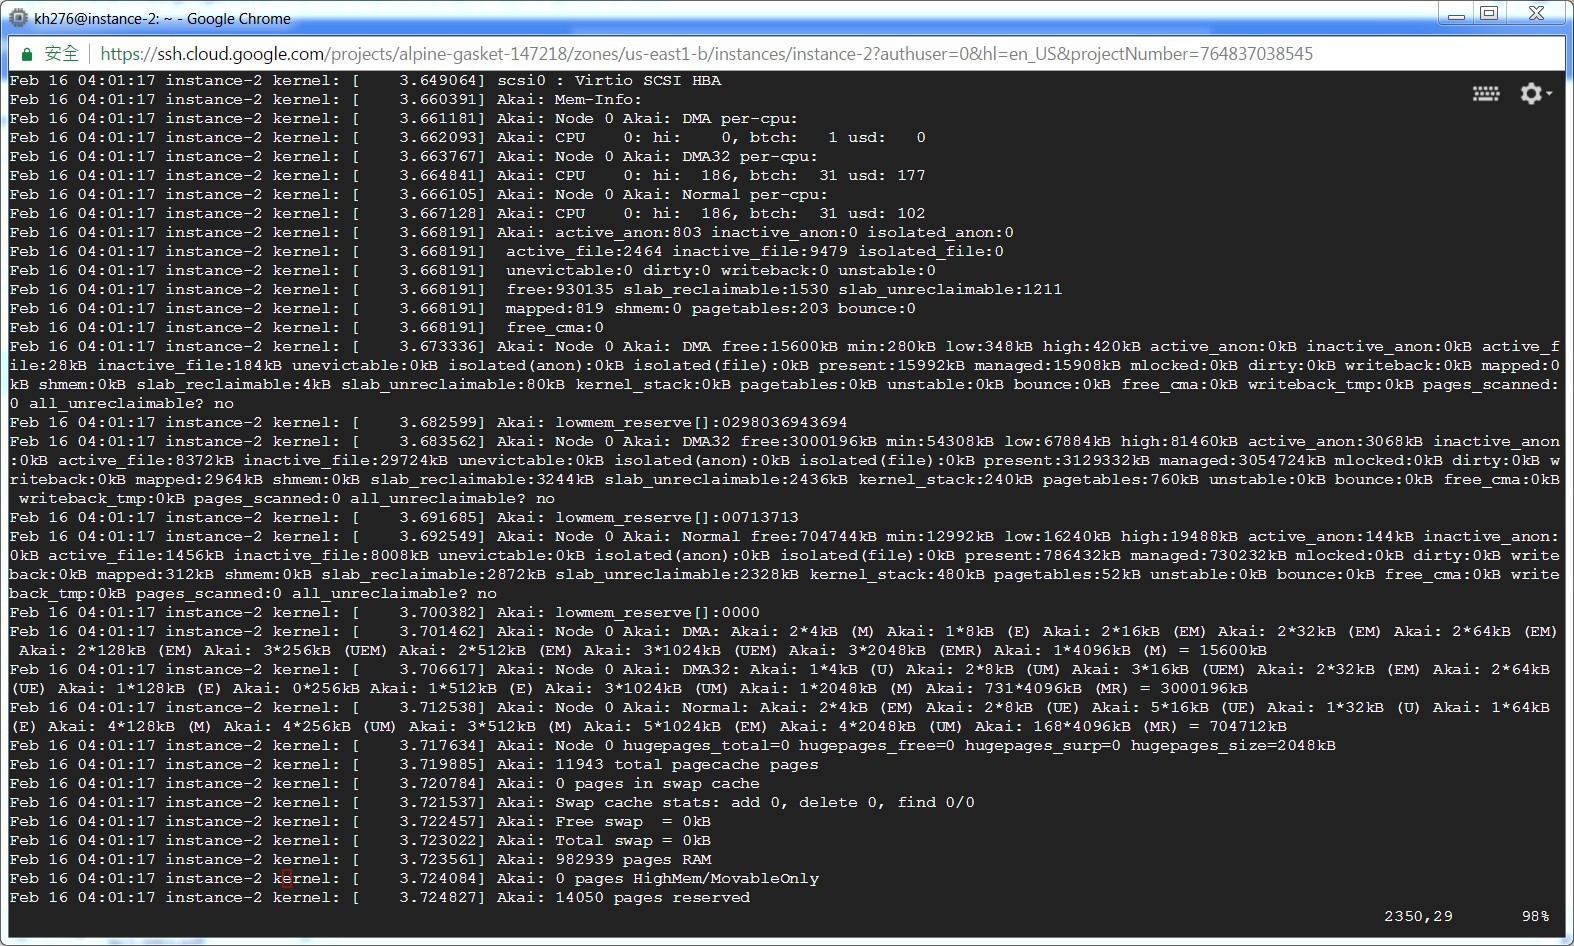 kh276@instance-2: ~ - Google Chrome
安全 https://ssh.cloud.google.com/projects/alpine-gasket-147218/zones/us-east1-b/instances/instance-2?authuser=0&hl=en_US&projectNumber=764837038545
Feb 16 04:01:17 instance-2 kernel: [    3.649064] scsi0 : Virtio SCSI HBA
Feb 16 04:01:17 instance-2 kernel: [    3.660391] Akai: Mem-Info:
Feb 16 04:01:17 instance-2 kernel: [    3.661181] Akai: Node 0 Akai: DMA per-cpu:
Feb 16 04:01:17 instance-2 kernel: [    3.662093] Akai: CPU    0: hi:    0, btch:   1 usd:   0
Feb 16 04:01:17 instance-2 kernel: [    3.663767] Akai: Node 0 Akai: DMA32 per-cpu:
Feb 16 04:01:17 instance-2 kernel: [    3.664841] Akai: CPU    0: hi:  186, btch:  31 usd: 177
Feb 16 04:01:17 instance-2 kernel: [    3.666105] Akai: Node 0 Akai: Normal per-cpu:
Feb 16 04:01:17 instance-2 kernel: [    3.667128] Akai: CPU    0: hi:  186, btch:  31 usd: 102
Feb 16 04:01:17 instance-2 kernel: [    3.668191] Akai: active_anon:803 inactive_anon:0 isolated_anon:0
Feb 16 04:01:17 instance-2 kernel: [    3.668191]  active_file:2464 inactive_file:9479 isolated_file:0
Feb 16 04:01:17 instance-2 kernel: [    3.668191]  unevictable:0 dirty:0 writeback:0 unstable:0
Feb 16 04:01:17 instance-2 kernel: [    3.668191]  free:930135 slab_reclaimable:1530 slab_unreclaimable:1211
Feb 16 04:01:17 instance-2 kernel: [    3.668191]  mapped:819 shmem:0 pagetables:203 bounce:0
Feb 16 04:01:17 instance-2 kernel: [    3.668191]  free_cma:0
Feb 16 04:01:17 instance-2 kernel: [    3.673336] Akai: Node 0 Akai: DMA free:15600kB min:280kB low:348kB high:420kB active_anon:0kB inactive_anon:0kB active_f
ile:28kB inactive_file:184kB unevictable:0kB isolated(anon):0kB isolated(file):0kB present:15992kB managed:15908kB mlocked:0kB dirty:0kB writeback:0kB mapped:0
kB shmem:0kB slab_reclaimable:4kB slab_unreclaimable:80kB kernel_stack:0kB pagetables:0kB unstable:0kB bounce:0kB free_cma:0kB writeback_tmp:0kB pages_scanned:
0 all_unreclaimable? no
Feb 16 04:01:17 instance-2 kernel: [    3.682599] Akai: lowmem_reserve[]:0298036943694
Feb 16 04:01:17 instance-2 kernel: [    3.683562] Akai: Node 0 Akai: DMA32 free:3000196kB min:54308kB low:67884kB high:81460kB active_anon:3068kB inactive_anon
:0kB active_file:8372kB inactive_file:29724kB unevictable:0kB isolated(anon):0kB isolated(file):0kB present:3129332kB managed:3054724kB mlocked:0kB dirty:0kB w
riteback:0kB mapped:2964kB shmem:0kB slab_reclaimable:3244kB slab_unreclaimable:2436kB kernel_stack:240kB pagetables:760kB unstable:0kB bounce:0kB free_cma:0kB
 writeback_tmp:0kB pages_scanned:0 all_unreclaimable? no
Feb 16 04:01:17 instance-2 kernel: [    3.691685] Akai: lowmem_reserve[]:00713713
Feb 16 04:01:17 instance-2 kernel: [    3.692549] Akai: Node 0 Akai: Normal free:704744kB min:12992kB low:16240kB high:19488kB active_anon:144kB inactive_anon:
0kB active_file:1456kB inactive_file:8008kB unevictable:0kB isolated(anon):0kB isolated(file):0kB present:786432kB managed:730232kB mlocked:0kB dirty:0kB write
back:0kB mapped:312kB shmem:0kB slab_reclaimable:2872kB slab_unreclaimable:2328kB kernel_stack:480kB pagetables:52kB unstable:0kB bounce:0kB free_cma:0kB write
back_tmp:0kB pages_scanned:0 all_unreclaimable? no
Feb 16 04:01:17 instance-2 kernel: [    3.700382] Akai: lowmem_reserve[]:0000
Feb 16 04:01:17 instance-2 kernel: [    3.701462] Akai: Node 0 Akai: DMA: Akai: 2*4kB (M) Akai: 1*8kB (E) Akai: 2*16kB (EM) Akai: 2*32kB (EM) Akai: 2*64kB (EM)
 Akai: 2*128kB (EM) Akai: 3*256kB (UEM) Akai: 2*512kB (EM) Akai: 3*1024kB (UEM) Akai: 3*2048kB (EMR) Akai: 1*4096kB (M) = 15600kB
Feb 16 04:01:17 instance-2 kernel: [    3.706617] Akai: Node 0 Akai: DMA32: Akai: 1*4kB (U) Akai: 2*8kB (UM) Akai: 3*16kB (UEM) Akai: 2*32kB (EM) Akai: 2*64kB
(UE) Akai: 1*128kB (E) Akai: 0*256kB Akai: 1*512kB (E) Akai: 3*1024kB (UM) Akai: 1*2048kB (M) Akai: 731*4096kB (MR) = 3000196kB
Feb 16 04:01:17 instance-2 kernel: [    3.712538] Akai: Node 0 Akai: Normal: Akai: 2*4kB (EM) Akai: 2*8kB (UE) Akai: 5*16kB (UE) Akai: 1*32kB (U) Akai: 1*64kB
(E) Akai: 4*128kB (M) Akai: 4*256kB (UM) Akai: 3*512kB (M) Akai: 5*1024kB (EM) Akai: 4*2048kB (UM) Akai: 168*4096kB (MR) = 704712kB
Feb 16 04:01:17 instance-2 kernel: [    3.717634] Akai: Node 0 hugepages_total=0 hugepages_free=0 hugepages_surp=0 hugepages_size=2048kB
Feb 16 04:01:17 instance-2 kernel: [    3.719885] Akai: 11943 total pagecache pages
Feb 16 04:01:17 instance-2 kernel: [    3.720784] Akai: 0 pages in swap cache
Feb 16 04:01:17 instance-2 kernel: [    3.721537] Akai: Swap cache stats: add 0, delete 0, find 0/0
Feb 16 04:01:17 instance-2 kernel: [    3.722457] Akai: Free swap  = 0kB
Feb 16 04:01:17 instance-2 kernel: [    3.723022] Akai: Total swap = 0kB
Feb 16 04:01:17 instance-2 kernel: [    3.723561] Akai: 982939 pages RAM
Feb 16 04:01:17 instance-2 kernel: [    3.724084] Akai: 0 pages HighMem/MovableOnly
Feb 16 04:01:17 instance-2 kernel: [    3.724827] Akai: 14050 pages reserved
2350,29 98%